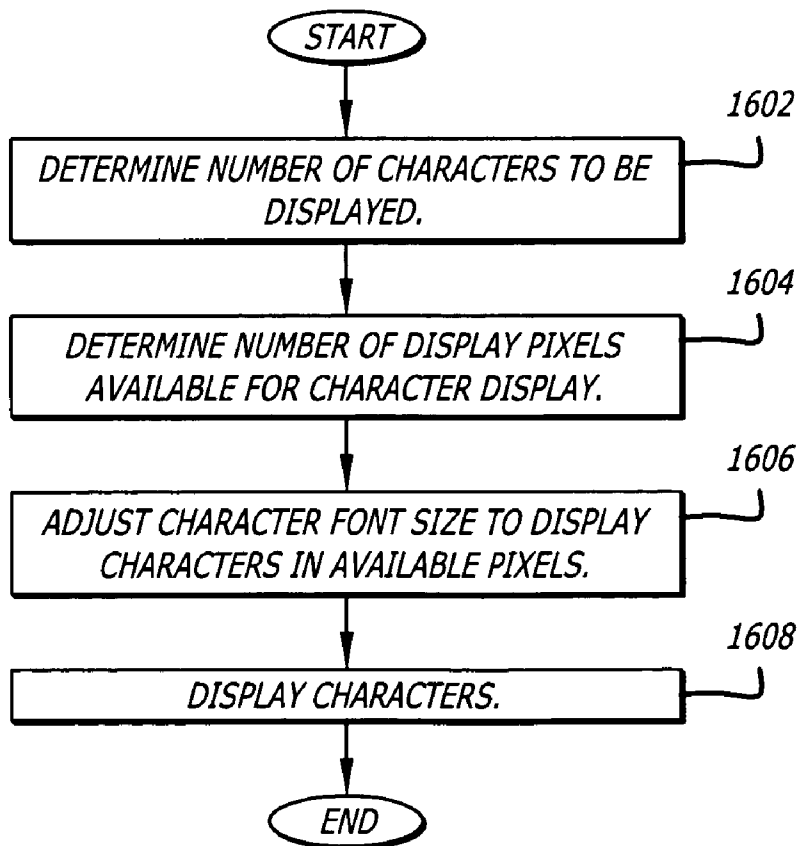 START
1602
DETERMINE NUMBER OF CHARACTERS TO BE
DISPLAYED.
1604
DETERMINE NUMBER OF DISPLAY PIXELS
AVAILABLE FOR CHARACTER DISPLAY.
1606
ADJUST CHARACTER FONT SIZE TO DISPLAY
CHARACTERS IN AVAILABLE PIXELS.
1608
DISPLAY CHARACTERS.
END